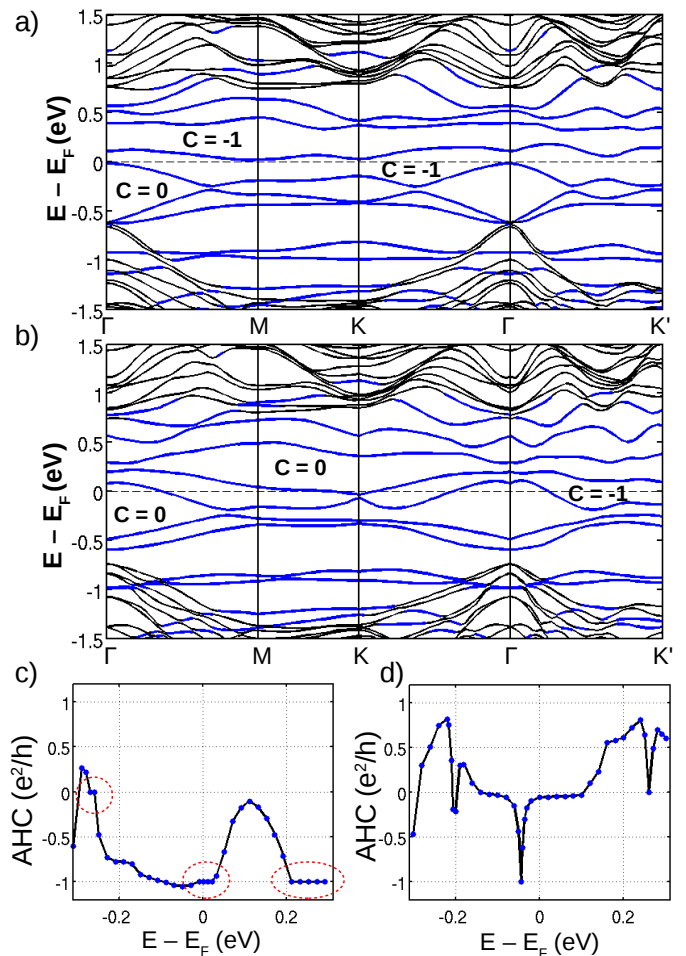 a)
1.5
1
0.5
0
-0.5
-1
-1.5
E − E_F (eV)
C = -1
C = -1
C = 0
Γ M K Γ K'
b)
1.5
1
0.5
0
-0.5
-1
-1.5
E − E_F (eV)
C = 0
C = -1
C = 0
Γ M K Γ K'
c)
1
0.5
0
-0.5
-1
AHC (e²/h)
-0.2 0 0.2
E − E_F (eV)
d)
1
0.5
0
-0.5
-1
AHC (e²/h)
-0.2 0 0.2
E − E_F (eV)